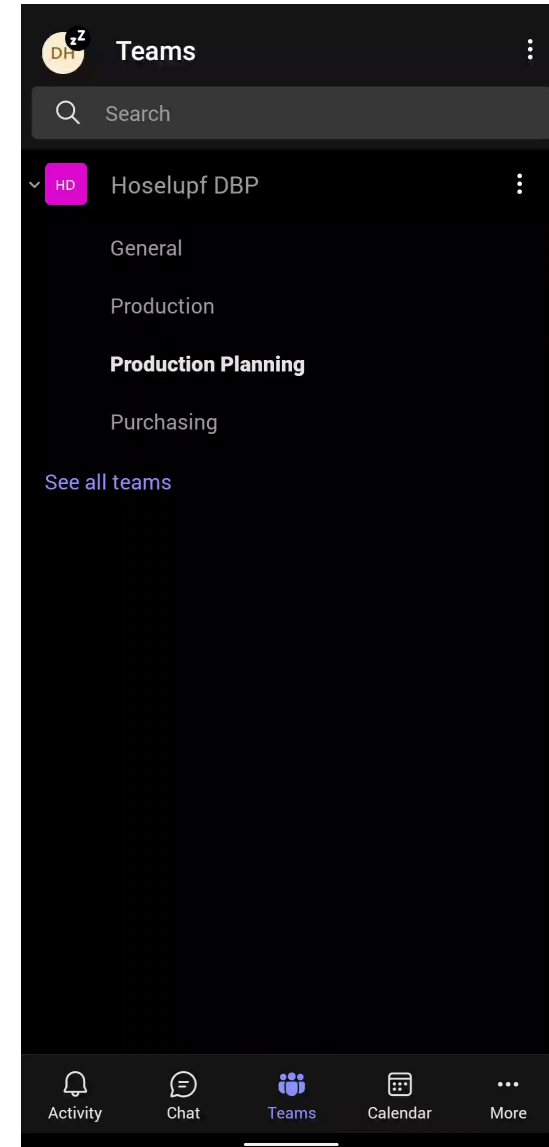 DH
zZ
Teams
Search
HD
Hoselupf DBP
General
Production
Production Planning
Purchasing
See all teams
Activity
Chat
Teams
Calendar
More